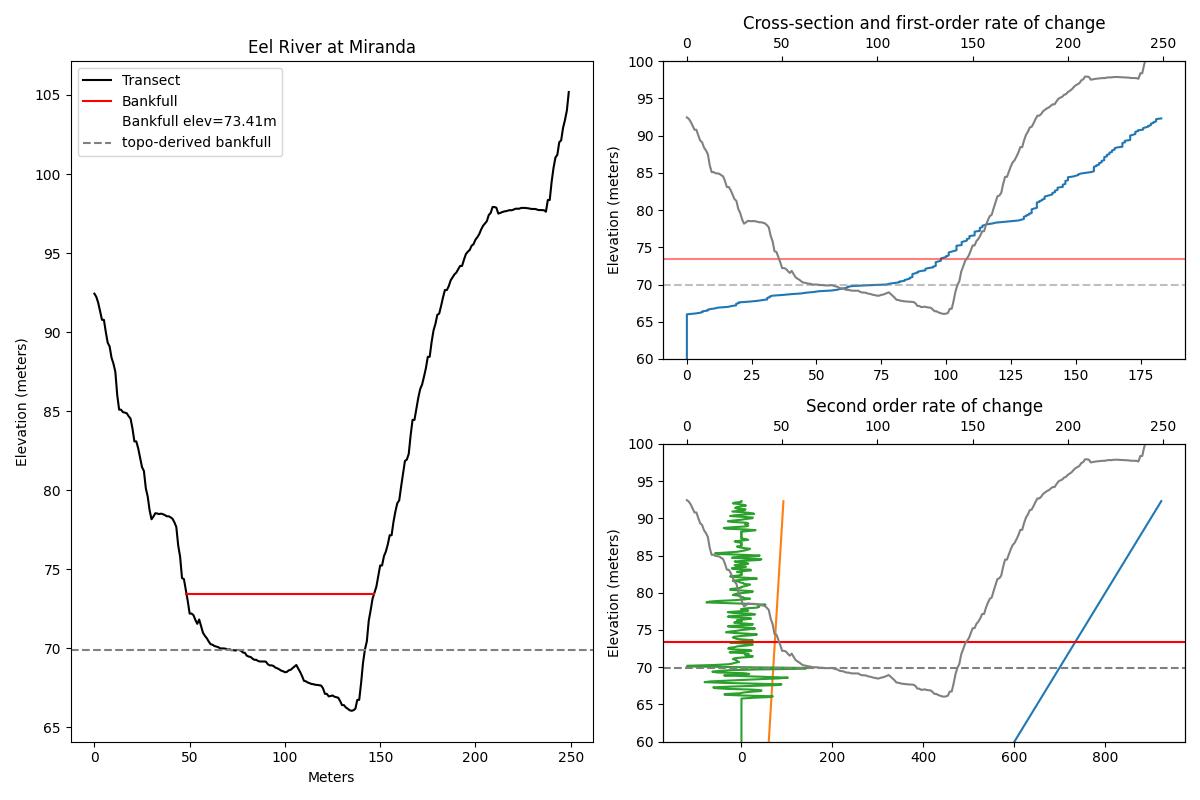 Eel River at Miranda
Transect
Bankfull
Bankfull elev=73.41m
topo-derived bankfull
Elevation (meters)
105
100
95
90
85
80
75
70
65
0 50 100 150 200 250
Meters
Cross-section and first-order rate of change
0 50 100 150 200 250
Elevation (meters)
100
95
90
85
80
75
70
65
60
0 25 50 75 100 125 150 175
Second order rate of change
0 50 100 150 200 250
Elevation (meters)
100
95
90
85
80
75
70
65
60
0 200 400 600 800